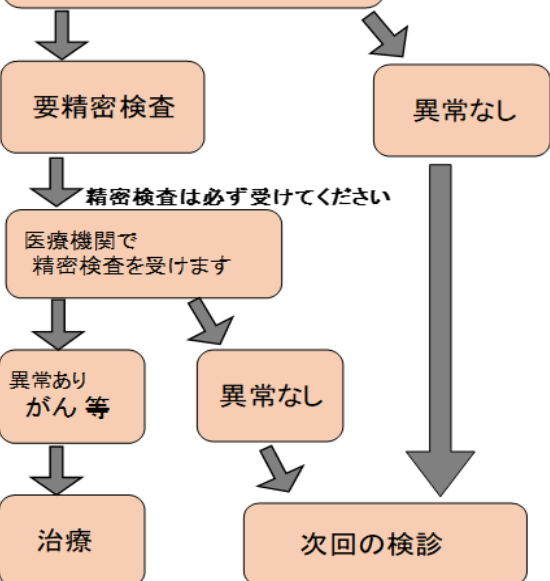 要精密検査
異常なし
精密検査は必ず受けてください
医療機関で
精密検査を受けます
異常あり
がん 等
異常なし
治療
次回の検診